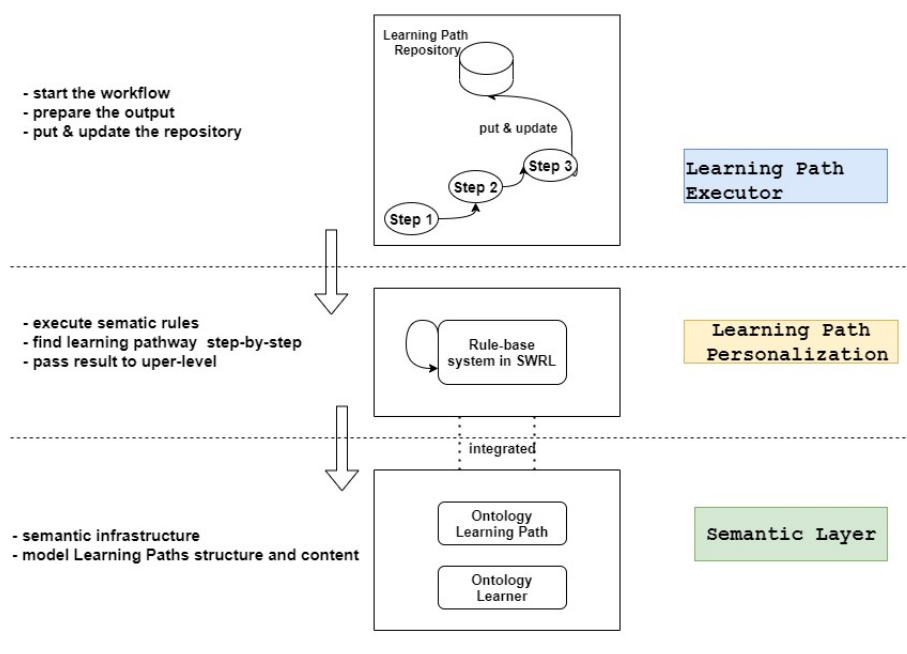 Learning Path
Repository
- start the workflow
- prepare the output
- put & update the repository
put & update
Step 3
Step 2
Step 1
Learning Path
Executor
- execute sematic rules
- find learning pathway step-by-step
- pass result to uper-level
Rule-base
system in SWRL
Learning Path
Personalization
integrated
- semantic infrastructure
- model Learning Paths structure and content
Ontology
Learning Path
Ontology
Learner
Semantic Layer